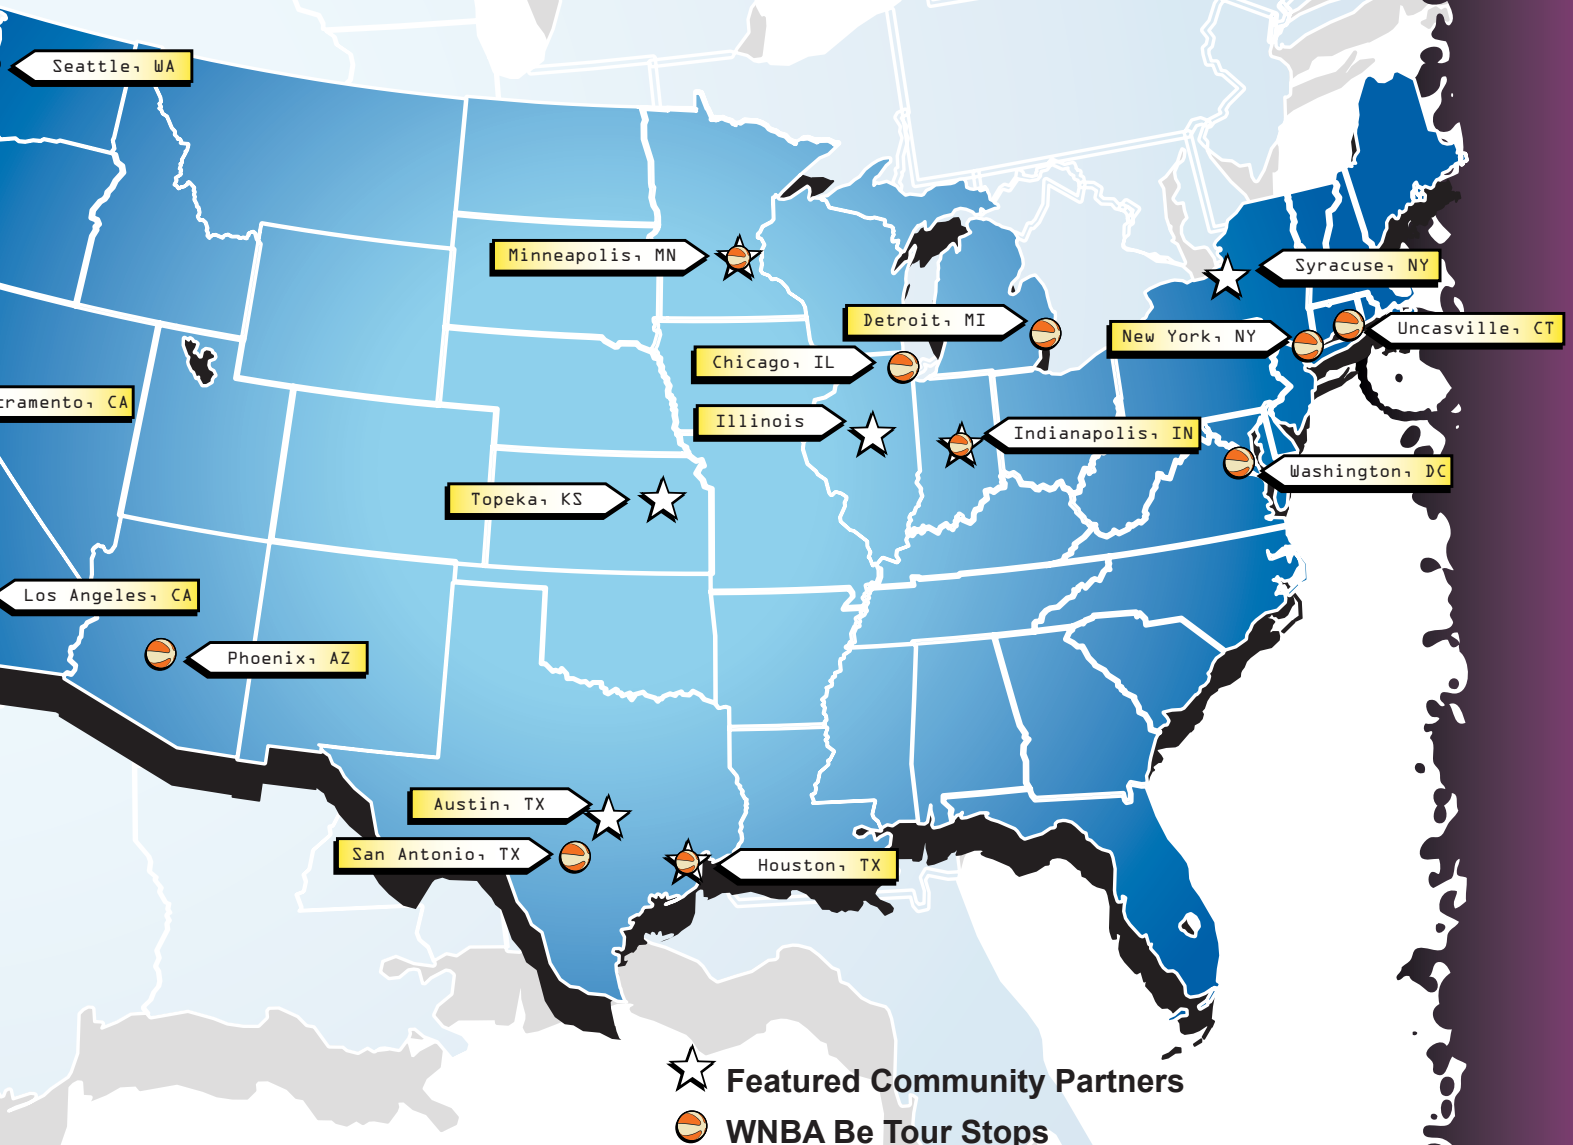 Seattle, WA
Minneapolis, MN
Syracuse, NY
Detroit, MI
New York, NY
Uncasville, CT
Chicago, IL
cramento, CA
Illinois
Indianapolis, IN
Washington, DC
Topeka, KS
Los Angeles, CA
Phoenix, AZ
Austin, TX
San Antonio, TX
Houston, TX
Featured Community Partners
WNBA Be Tour Stops